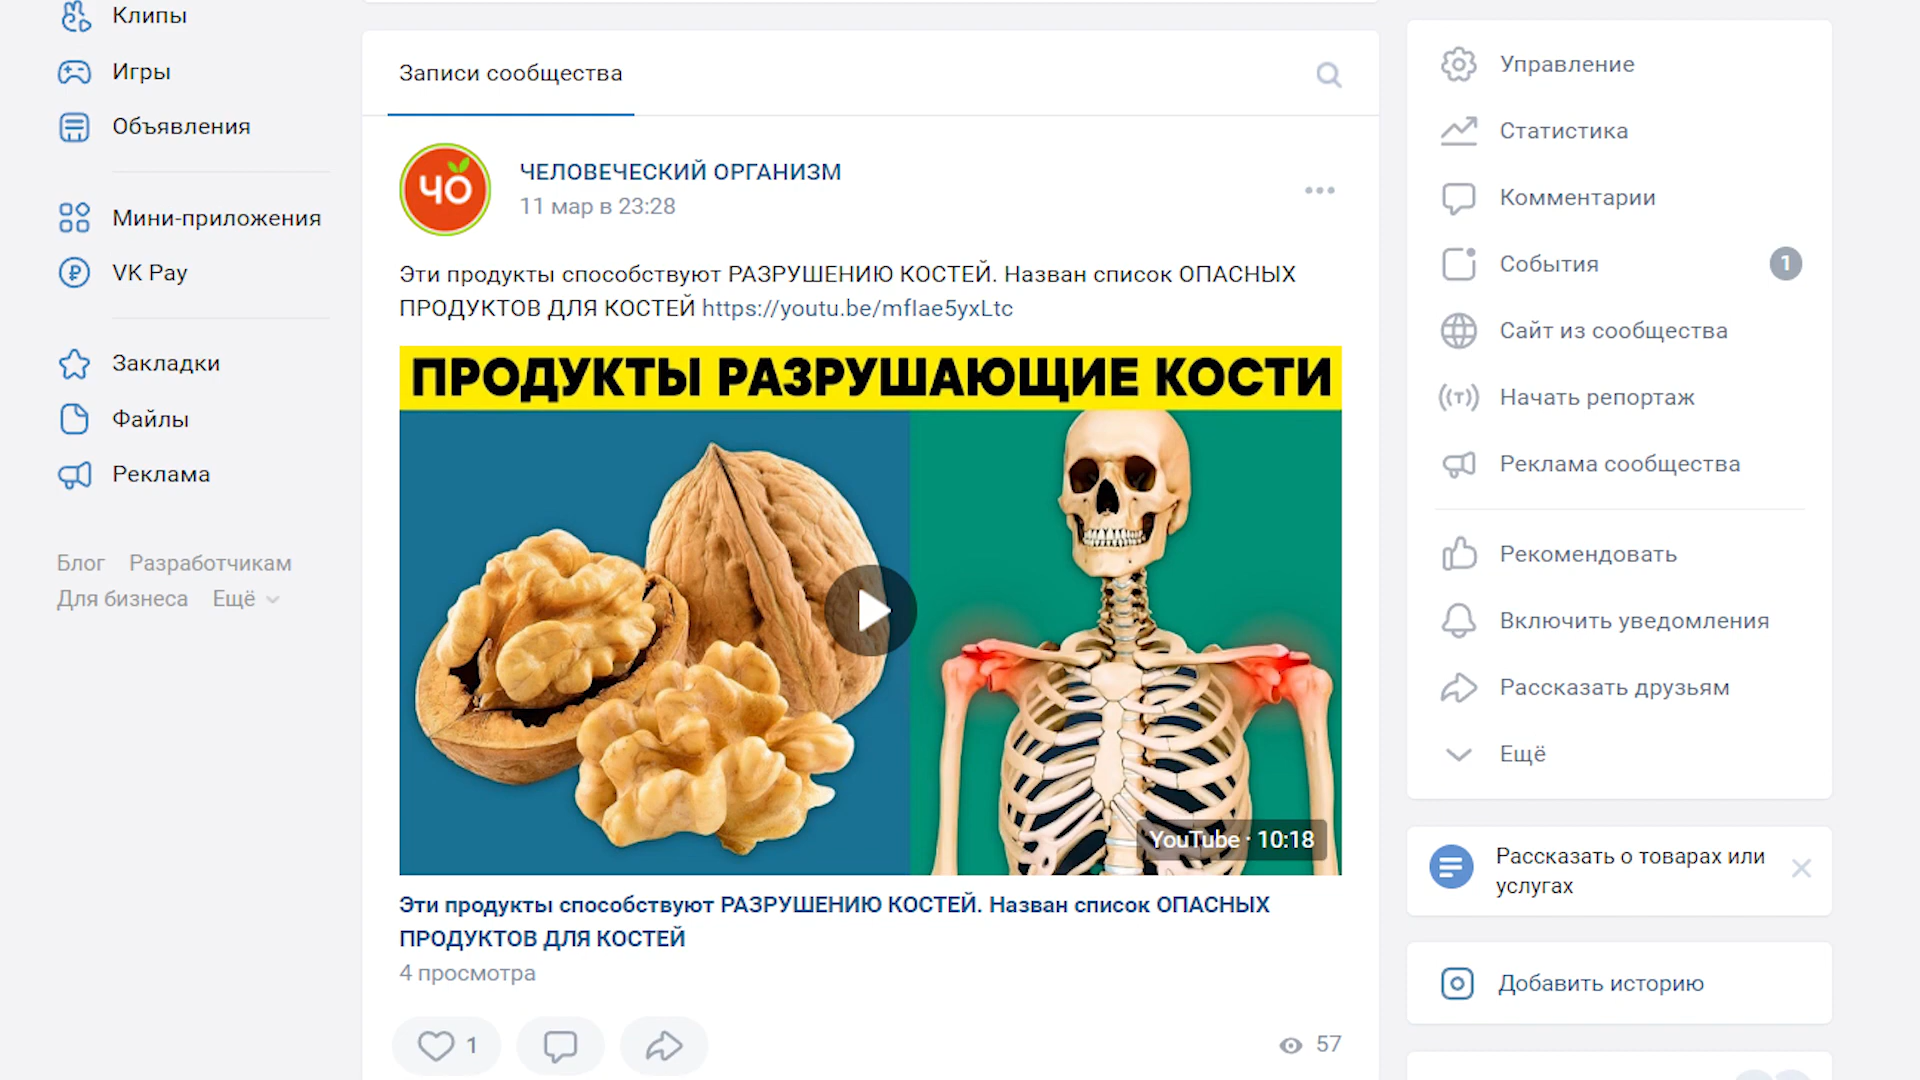 Клипы
Игры
Объявления
Мини-приложения
VK Pay
Закладки
Файлы
Реклама
Блог Разработчикам
Для бизнеса Ещё
Записи сообщества
ЧО
ЧЕЛОВЕЧЕСКИЙ ОРГАНИЗМ
11 мар в 23:28
Эти продукты способствуют РАЗРУШЕНИЮ КОСТЕЙ. Назван список ОПАСНЫХ
ПРОДУКТОВ ДЛЯ КОСТЕЙ https://youtu.be/mfIae5yxLtc
ПРОДУКТЫ РАЗРУШАЮЩИЕ КОСТИ
YouTube · 10:18
Эти продукты способствуют РАЗРУШЕНИЮ КОСТЕЙ. Назван список ОПАСНЫХ
ПРОДУКТОВ ДЛЯ КОСТЕЙ
4 просмотра
1
57
Управление
Статистика
Комментарии
События 1
Сайт из сообщества
Начать репортаж
Реклама сообщества
Рекомендовать
Включить уведомления
Рассказать друзьям
Ещё
Рассказать о товарах или
услугах
Добавить историю